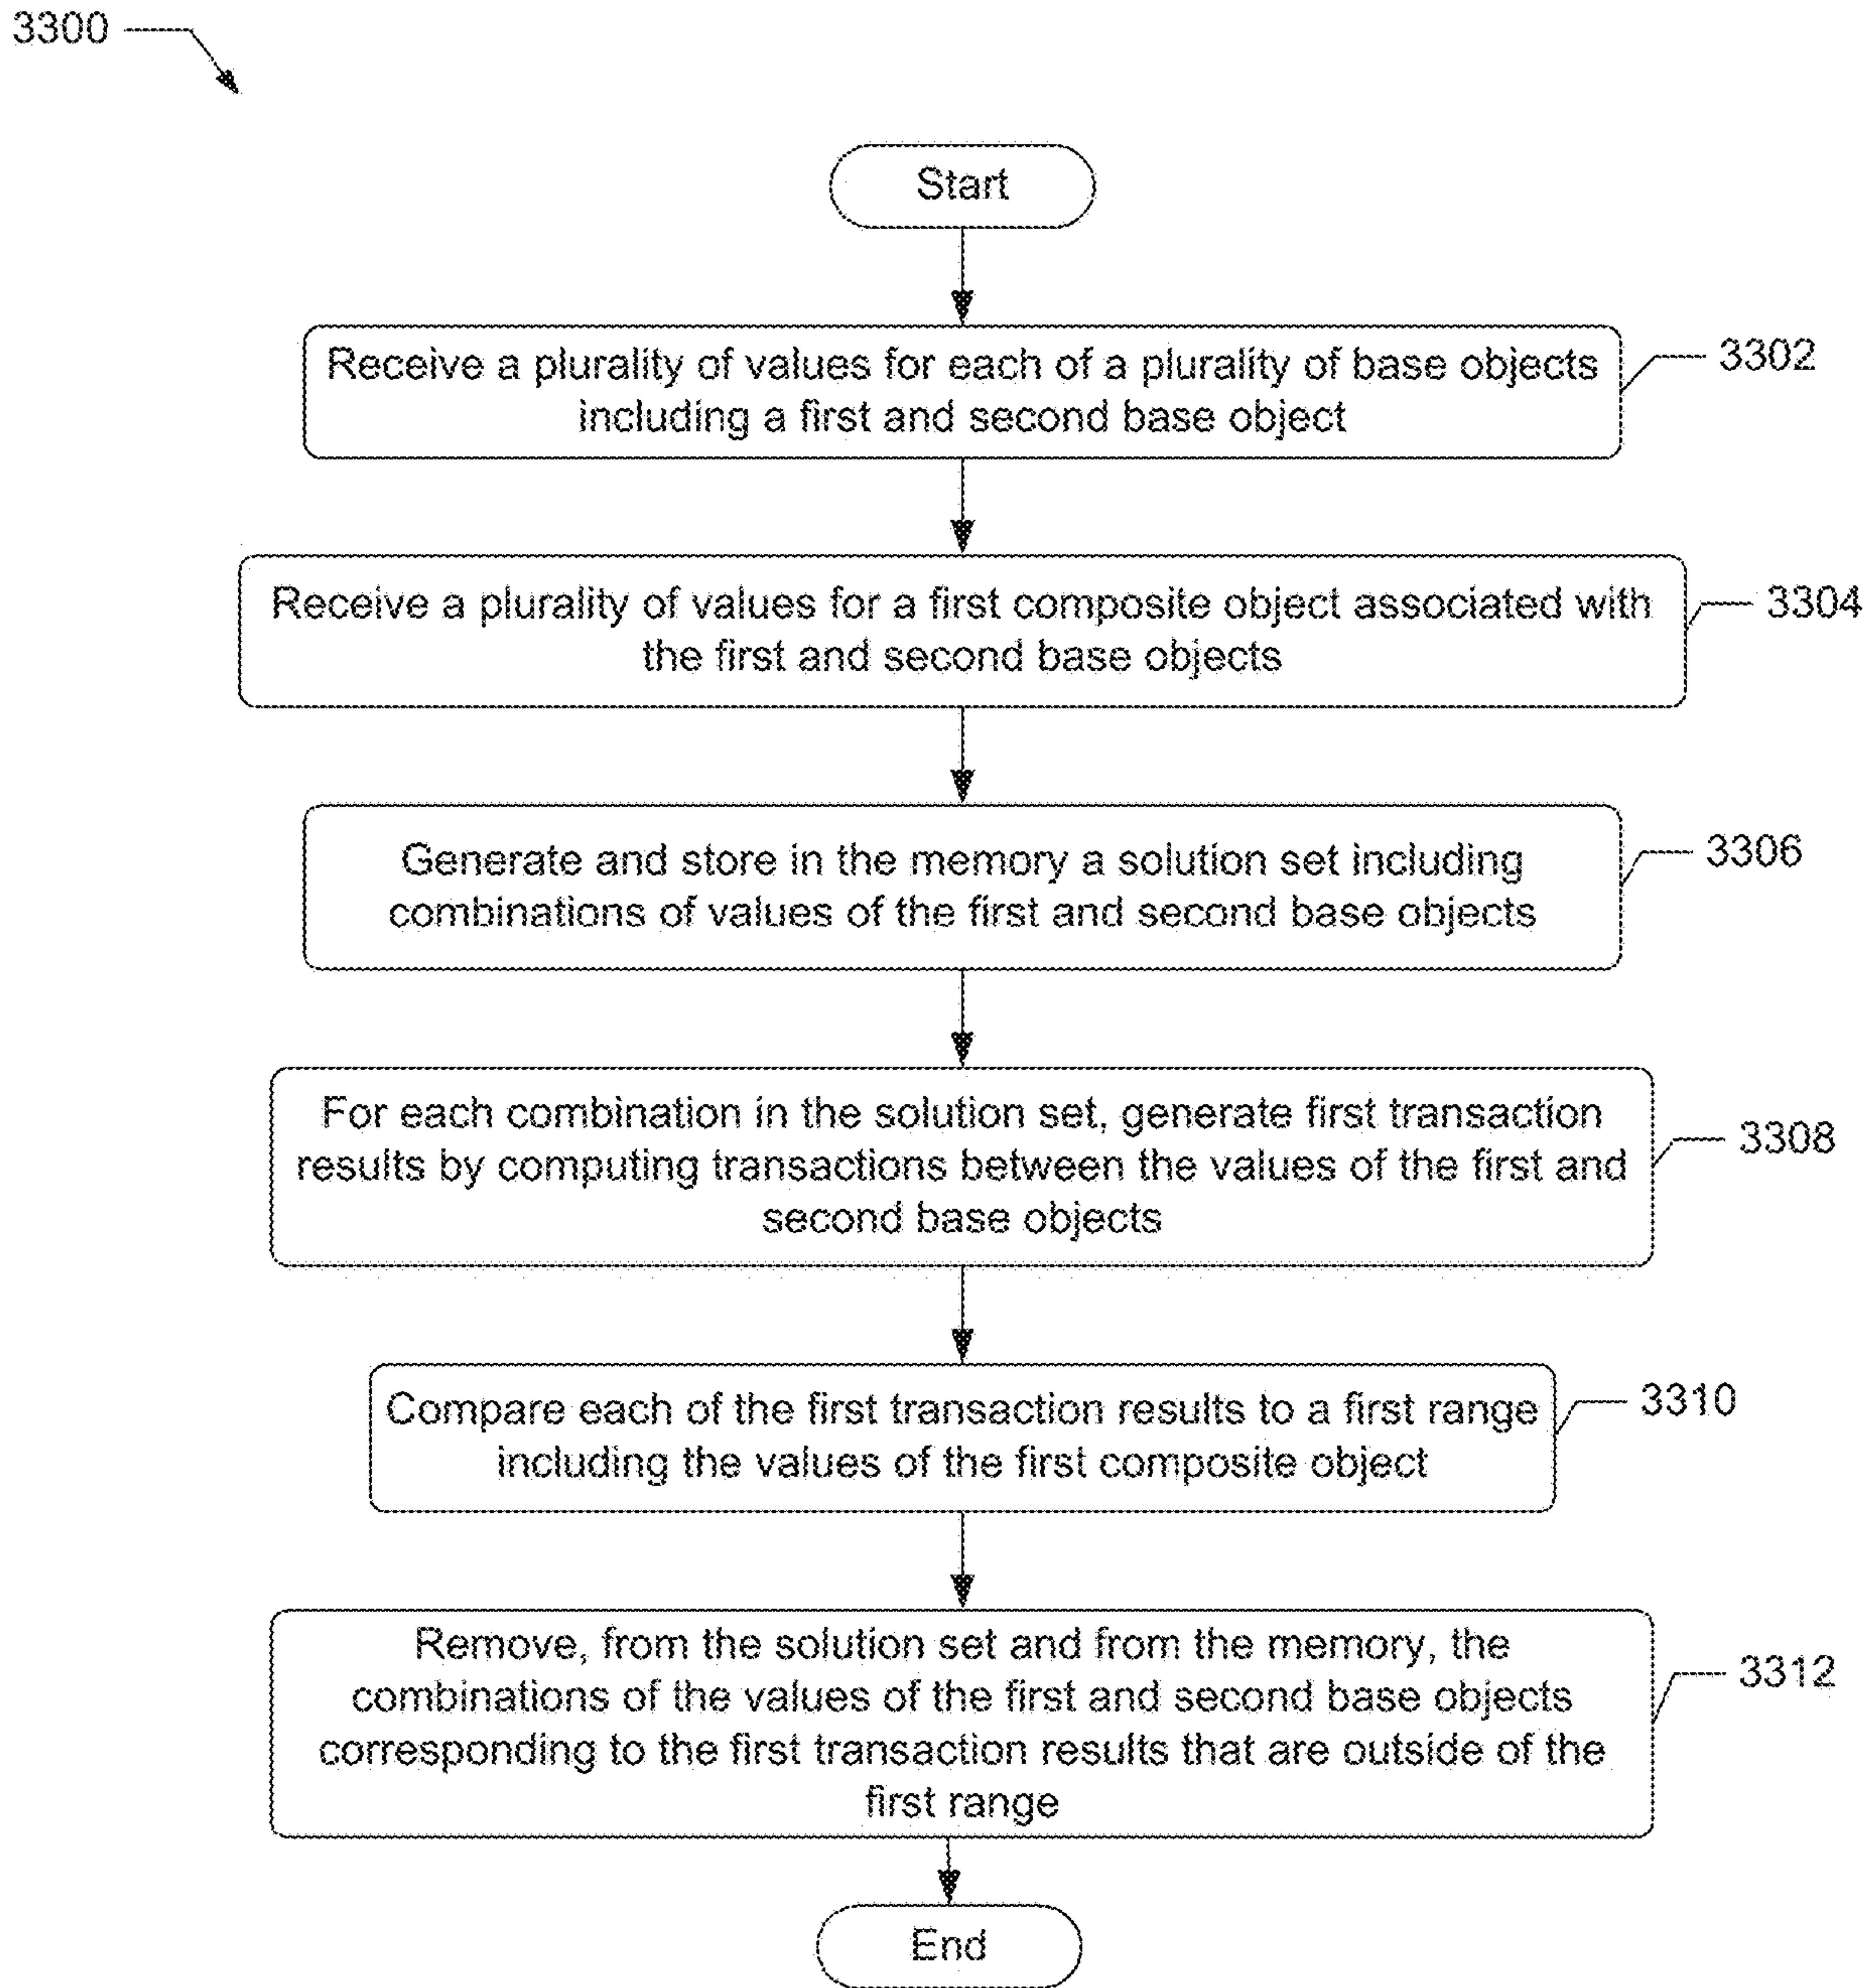 3300
Start
Receive a plurality of values for each of a plurality of base objects
including a first and second base object
3302
Receive a plurality of values for a first composite object associated with
the first and second base objects
3304
Generate and store in the memory a solution set including
combinations of values of the first and second base objects
3306
For each combination in the solution set, generate first transaction
results by computing transactions between the values of the first and
second base objects
3308
Compare each of the first transaction results to a first range
including the values of the first composite object
3310
Remove, from the solution set and from the memory, the
combinations of the values of the first and second base objects
corresponding to the first transaction results that are outside of the
first range
3312
End